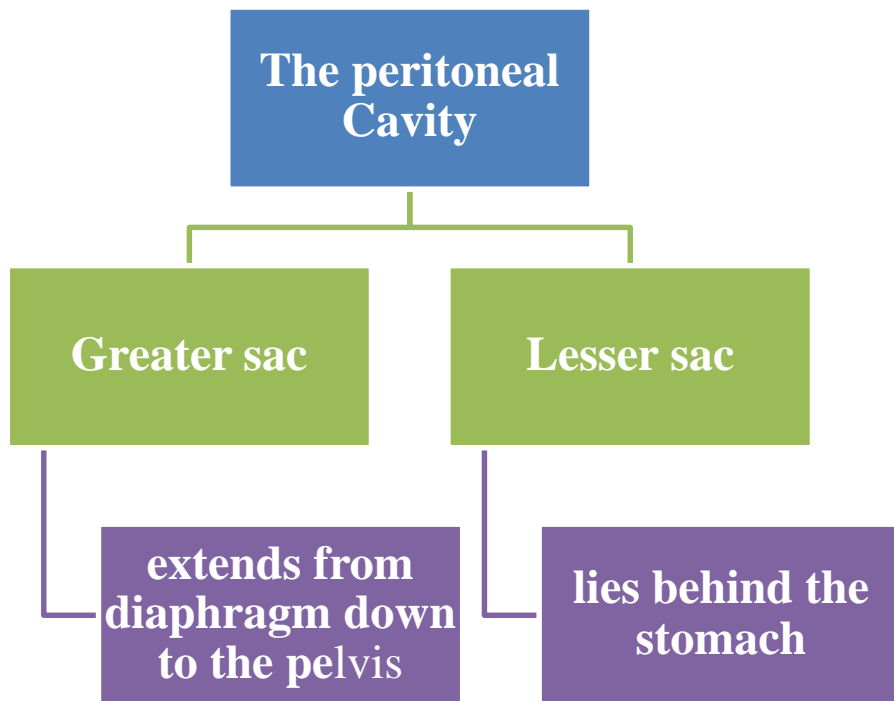 The peritoneal
Cavity
Greater sac
Lesser sac
extends from
diaphragm down
to the pelvis
lies behind the
stomach